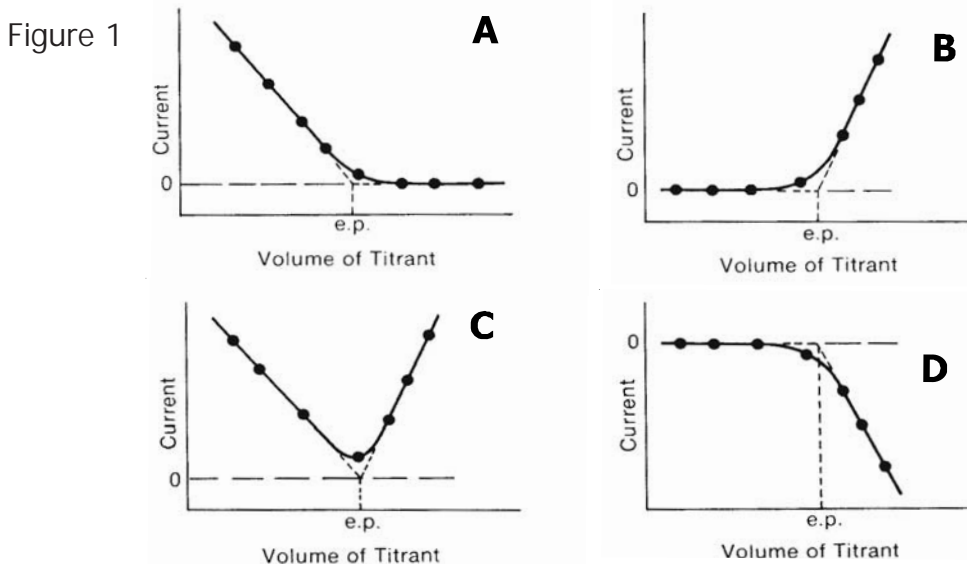 Figure 1
A
Current
0
e.p.
Volume of Titrant
B
Current
0
e.p.
Volume of Titrant
C
Current
0
e.p.
Volume of Titrant
D
0
Current
e.p.
Volume of Titrant